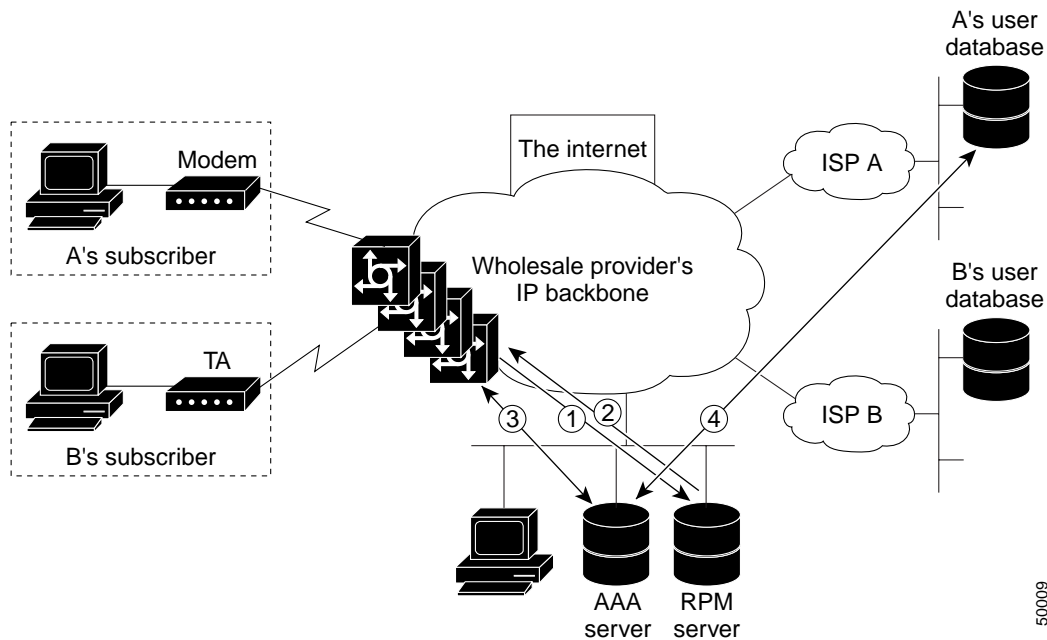 A's user
database
The internet
Modem
ISP A
A's subscriber
Wholesale provider's
IP backbone
B's user
database
TA
3
1
2
4
ISP B
B's subscriber
AAA
server
RPM
server
50009